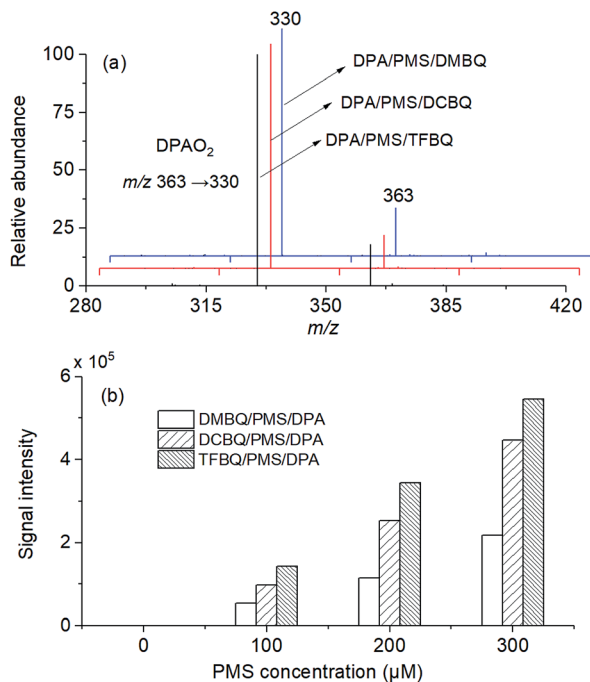 (a)
330
DPA/PMS/DMBQ
DPA/PMS/DCBQ
DPA/PMS/TFBQ
DPAO₂
m/z 363 →330
363
Relative abundance
100
75
50
25
0
280 315 350 385 420
m/z
x 10⁵
(b)
DMBQ/PMS/DPA
DCBQ/PMS/DPA
TFBQ/PMS/DPA
Signal intensity
6
4
2
0
0 100 200 300
PMS concentration (µM)